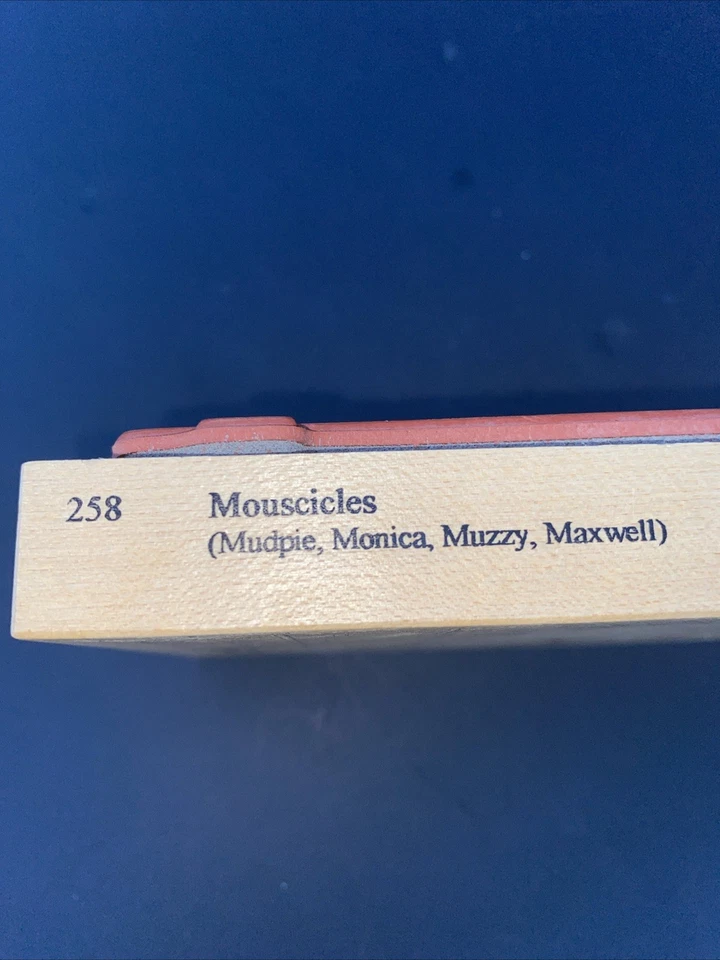 258 Mouscicles
(Mudpie, Monica, Muzzy, Maxwell)